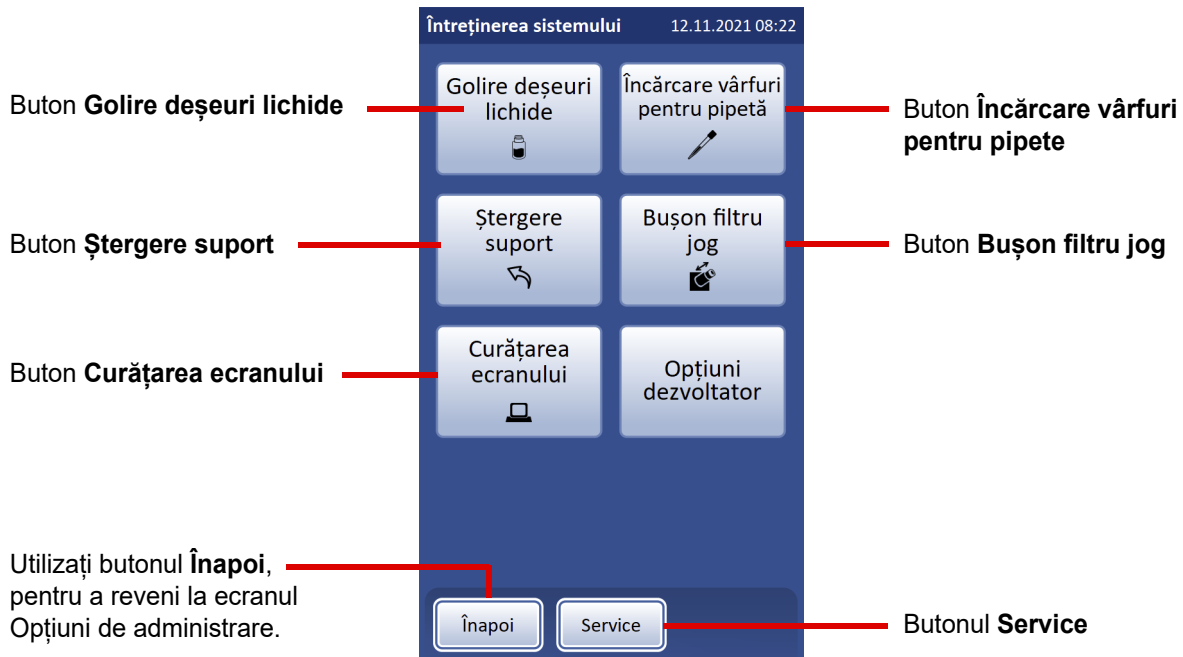 Întreținerea sistemului 12.11.2021 08:22
Buton Golire deșeuri lichide
Golire deșeuri
lichide
Încărcare vârfuri
pentru pipetă
Buton Încărcare vârfuri
pentru pipete
Buton Ștergere suport
Ștergere
suport
Bușon filtru
jog
Buton Bușon filtru jog
Buton Curățarea ecranului
Curățarea
ecranului
Opțiuni
dezvoltator
Utilizați butonul Înapoi,
pentru a reveni la ecranul
Opțiuni de administrare.
Înapoi
Service
Butonul Service